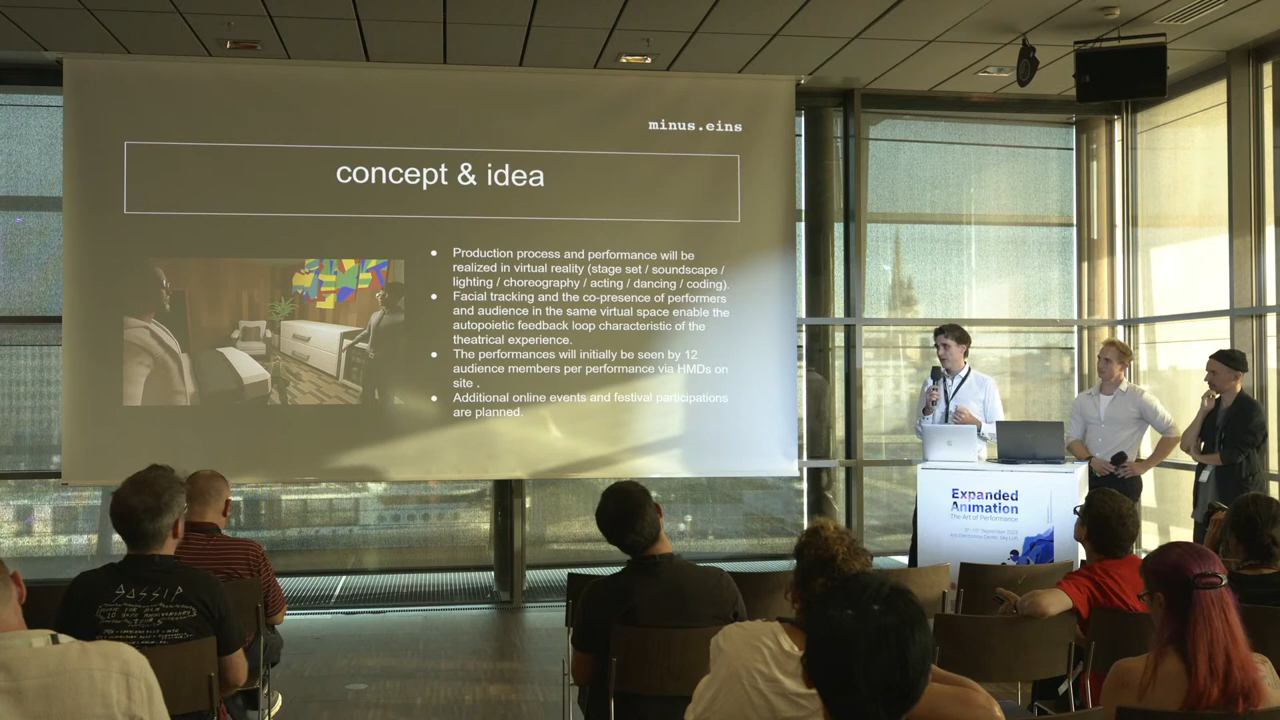 minus.eins
concept & idea
● Production process and performance will be
realized in virtual reality (stage set / soundscape /
lighting / choreography / acting / dancing / coding).
● Facial tracking and the co-presence of performers
and audience in the same virtual space enable the
autopoietic feedback loop characteristic of the
theatrical experience.
● The performances will initially be seen by 12
audience members per performance via HMDs on
site .
● Additional online events and festival participations
are planned.
Expanded
Animation
The Art of Performance
GOSSIP